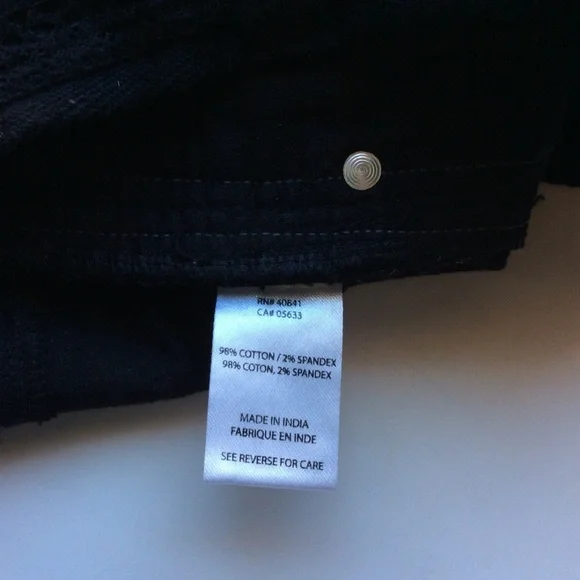 RN# 40841
CA# 05633
98% COTTON / 2% SPANDEX
98% COTON, 2% SPANDEX
MADE IN INDIA
FABRIQUE EN INDE
SEE REVERSE FOR CARE